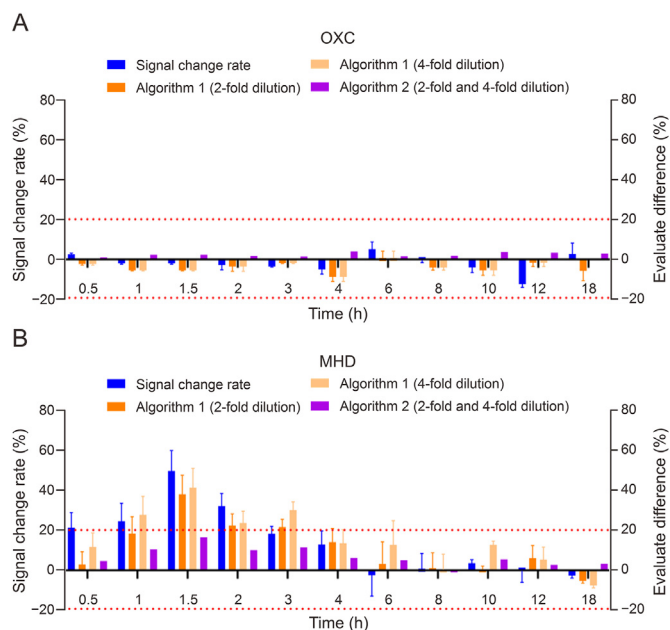 A
OXC
Signal change rate
Algorithm 1 (4-fold dilution)
Algorithm 1 (2-fold dilution)
Algorithm 2 (2-fold and 4-fold dilution)
Signal change rate (%)
80
60
40
20
0
−20
80
60
40
20
0
−20
Evaluate difference (%)
0.5 1 1.5 2 3 4 6 8 10 12 18
Time (h)
B
MHD
Signal change rate
Algorithm 1 (4-fold dilution)
Algorithm 1 (2-fold dilution)
Algorithm 2 (2-fold and 4-fold dilution)
Signal change rate (%)
80
60
40
20
0
−20
80
60
40
20
0
−20
Evaluate difference (%)
0.5 1 1.5 2 3 4 6 8 10 12 18
Time (h)